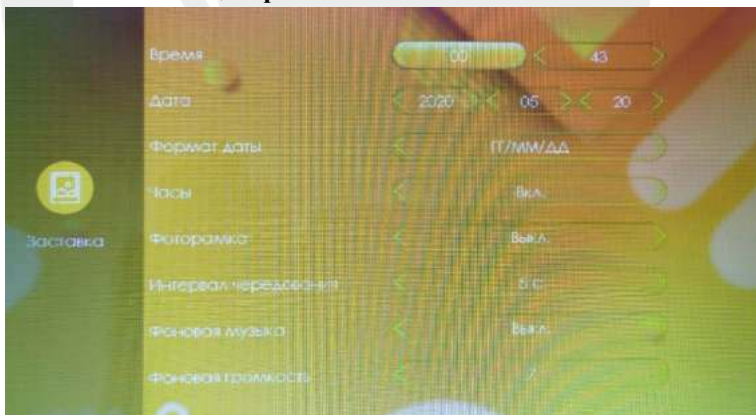 Время 00 43
Дата 2020 05 20
Формат даты ГГ/ММ/ДД
Часы Вкл.
Заставка
Фоторамка Выкл.
Интервал чередования 5 с
Фоновая музыка Выкл.
Фоновая громкость 7